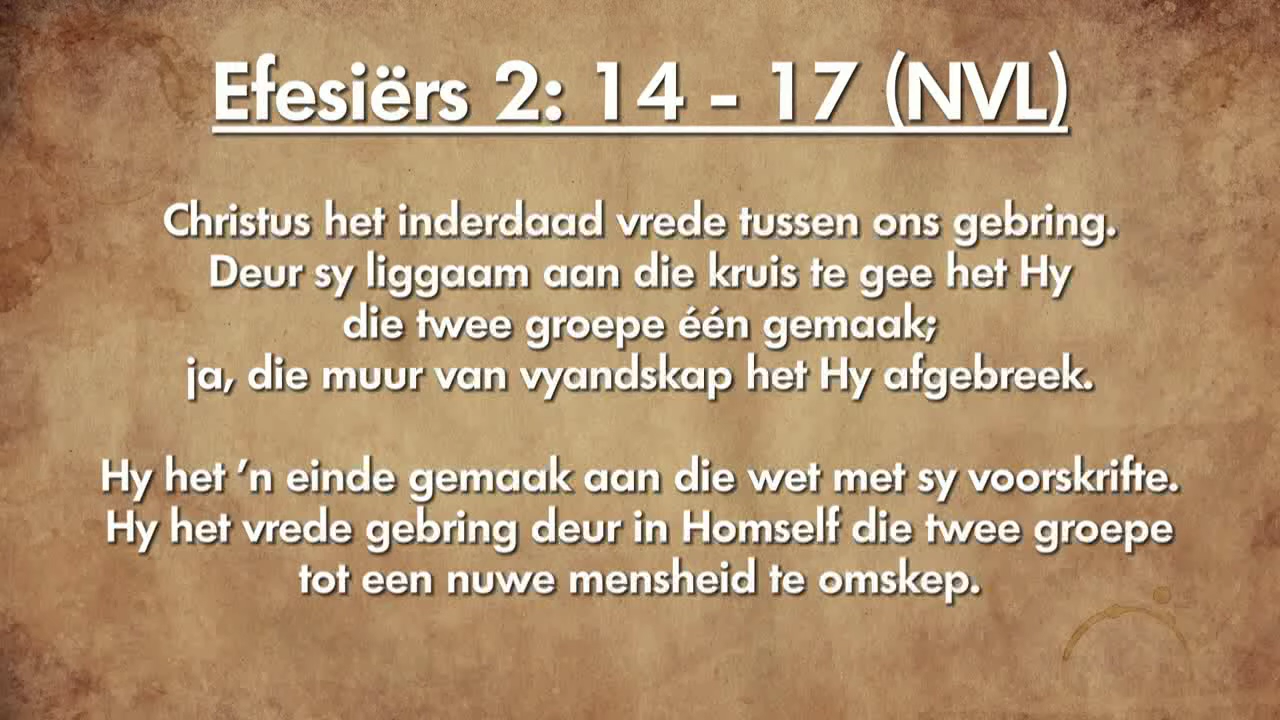 Efesiërs 2: 14 - 17 (NVL)
Christus het inderdaad vrede tussen ons gebring.
Deur sy liggaam aan die kruis te gee het Hy
die twee groepe één gemaak;
ja, die muur van vyandskap het Hy afgebreek.
Hy het ’n einde gemaak aan die wet met sy voorskrifte.
Hy het vrede gebring deur in Homself die twee groepe
tot een nuwe mensheid te omskep.